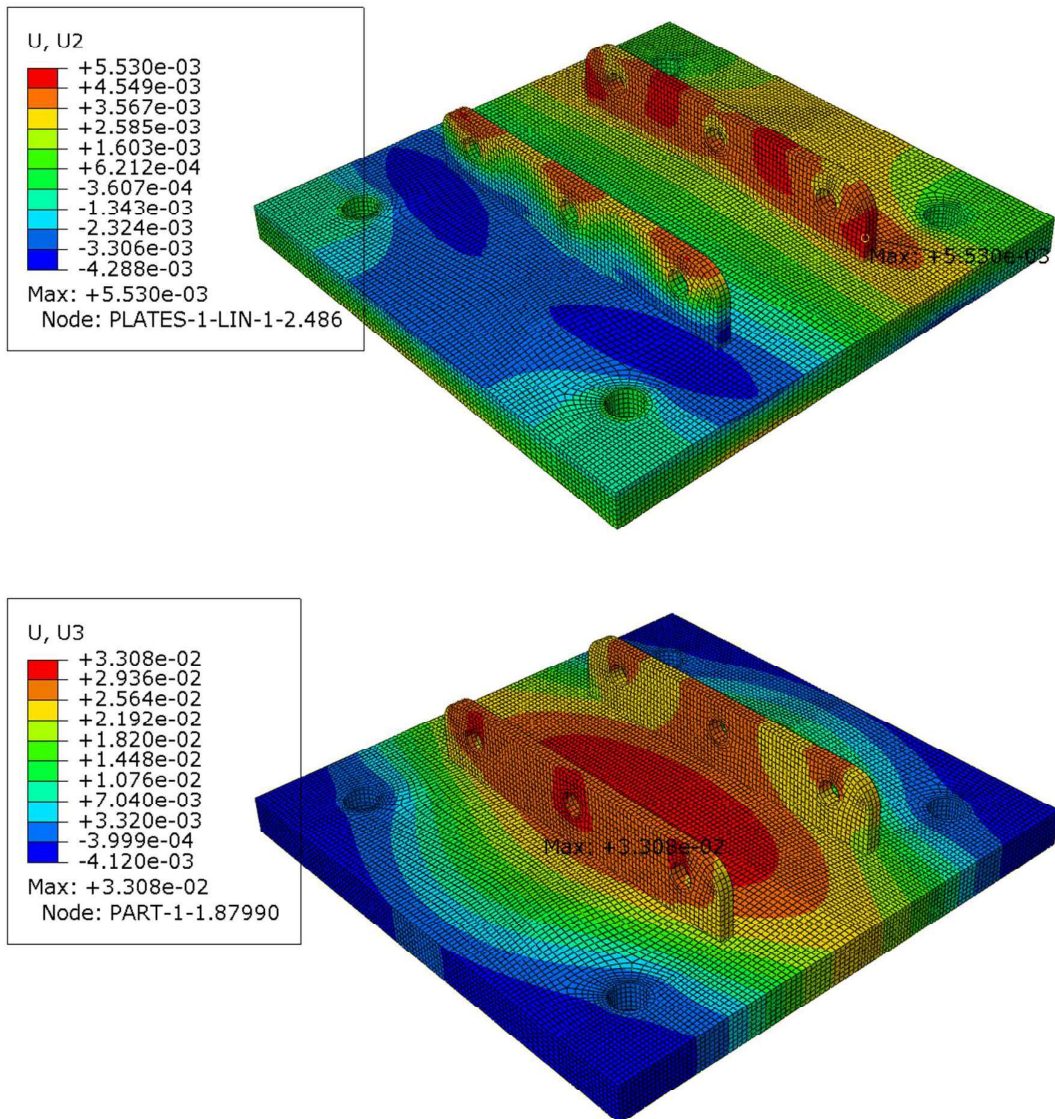 U, U2
+5.530e-03
+4.549e-03
+3.567e-03
+2.585e-03
+1.603e-03
+6.212e-04
-3.607e-04
-1.343e-03
-2.324e-03
-3.306e-03
-4.288e-03
Max: +5.530e-03
Node: PLATES-1-LIN-1-2.486
Max: +5.530e-03
U, U3
+3.308e-02
+2.936e-02
+2.564e-02
+2.192e-02
+1.820e-02
+1.448e-02
+1.076e-02
+7.040e-03
+3.320e-03
-3.999e-04
-4.120e-03
Max: +3.308e-02
Node: PART-1-1.87990
Max: +3.308e-02